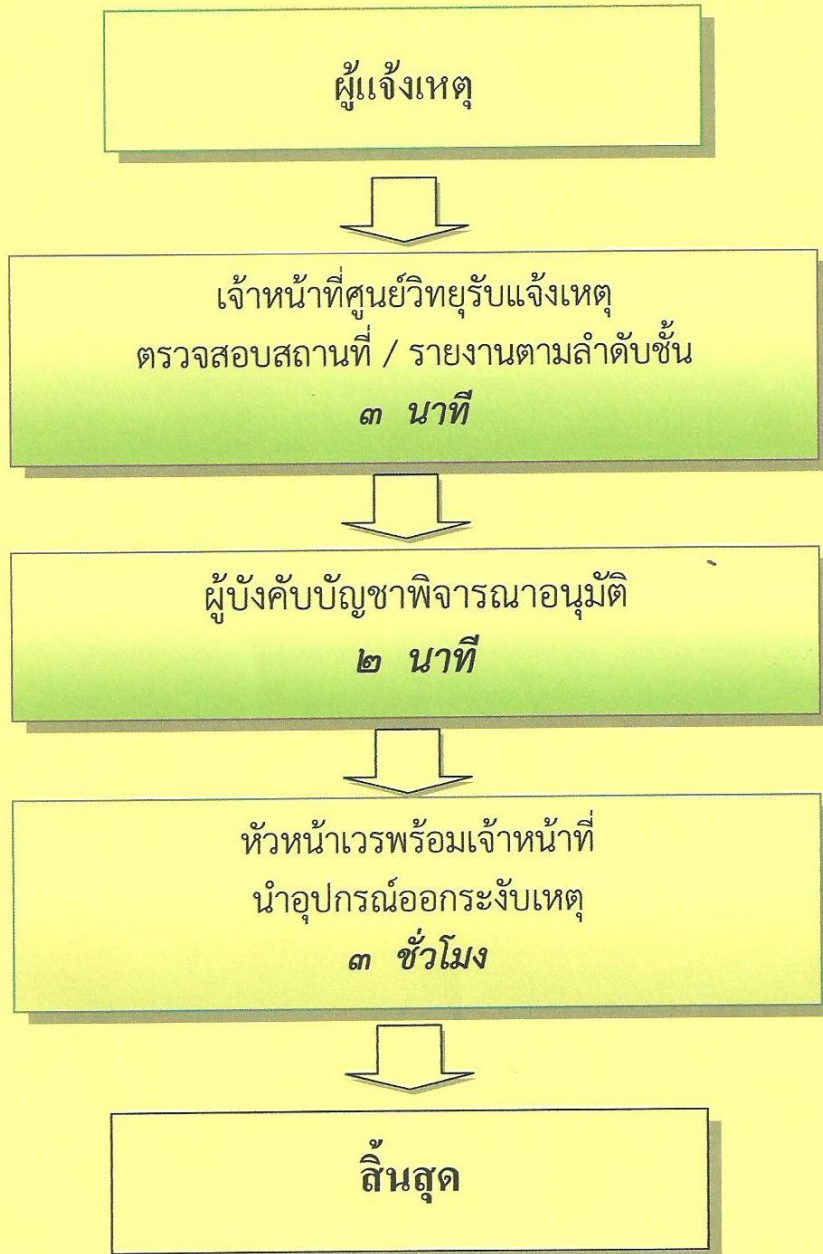 ผู้แจ้งเหตุ
เจ้าหน้าที่ศูนย์วิทยุรับแจ้งเหตุ
ตรวจสอบสถานที่ / รายงานตามลำดับชั้น
๓ นาที
ผู้บังคับบัญชาพิจารณาอนุมัติ
๒ นาที
หัวหน้าเวรพร้อมเจ้าหน้าที่
นำอุปกรณ์ออกระงับเหตุ
๓ ชั่วโมง
สิ้นสุด